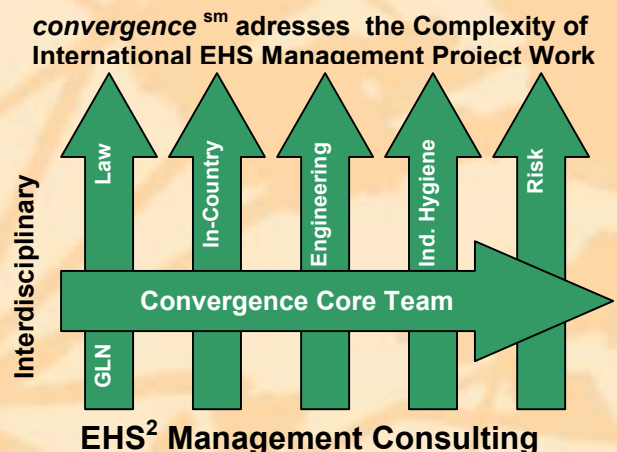 convergence sm adresses the Complexity of
International EHS Management Project Work
Interdisciplinary
Law
In-Country
Engineering
Ind. Hygiene
Risk
Convergence Core Team
GLN
EHS² Management Consulting